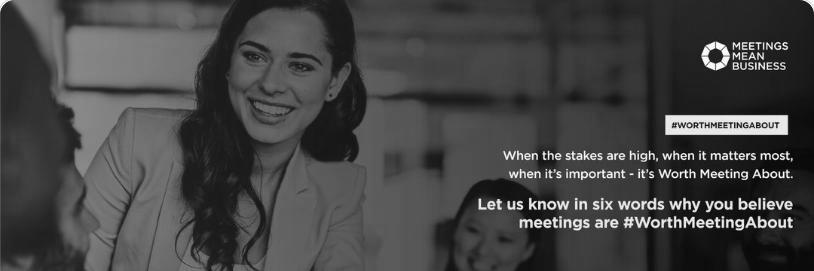 MEETINGS
MEAN
BUSINESS
#WORTHMEETINGABOUT
When the stakes are high, when it matters most,
when it's important - it's Worth Meeting About.
Let us know in six words why you believe
meetings are #WorthMeetingAbout